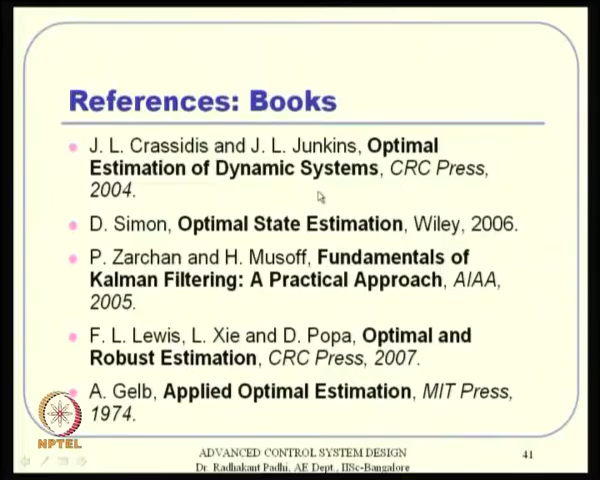 References: Books
J. L. Crassidis and J. L. Junkins, Optimal
Estimation of Dynamic Systems, CRC Press,
2004.
D. Simon, Optimal State Estimation, Wiley, 2006.
P. Zarchan and H. Musoff, Fundamentals of
Kalman Filtering: A Practical Approach, AIAA,
2005.
F. L. Lewis, L. Xie and D. Popa, Optimal and
Robust Estimation, CRC Press, 2007.
A. Gelb, Applied Optimal Estimation, MIT Press,
1974.
NPTEL
ADVANCED CONTROL SYSTEM DESIGN
Dr. Radhakant Padhi, AE Dept., IISc-Bangalore
41